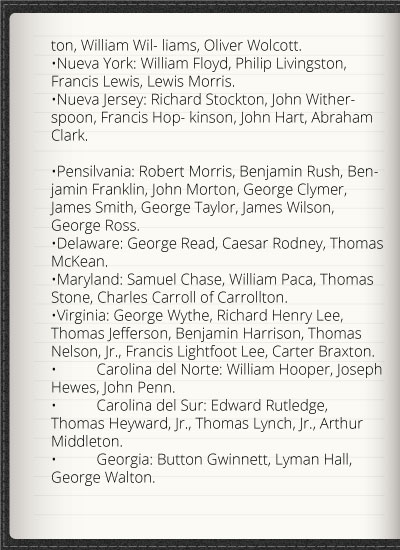 ton, William Wil- liams, Oliver Wolcott.
•Nueva York: William Floyd, Philip Livingston,
Francis Lewis, Lewis Morris.
•Nueva Jersey: Richard Stockton, John Wither-
spoon, Francis Hop- kinson, John Hart, Abraham
Clark.
•Pensilvania: Robert Morris, Benjamin Rush, Ben-
jamin Franklin, John Morton, George Clymer,
James Smith, George Taylor, James Wilson,
George Ross.
•Delaware: George Read, Caesar Rodney, Thomas
McKean.
•Maryland: Samuel Chase, William Paca, Thomas
Stone, Charles Carroll of Carrollton.
•Virginia: George Wythe, Richard Henry Lee,
Thomas Jefferson, Benjamin Harrison, Thomas
Nelson, Jr., Francis Lightfoot Lee, Carter Braxton.
• Carolina del Norte: William Hooper, Joseph
Hewes, John Penn.
• Carolina del Sur: Edward Rutledge,
Thomas Heyward, Jr., Thomas Lynch, Jr., Arthur
Middleton.
• Georgia: Button Gwinnett, Lyman Hall,
George Walton.